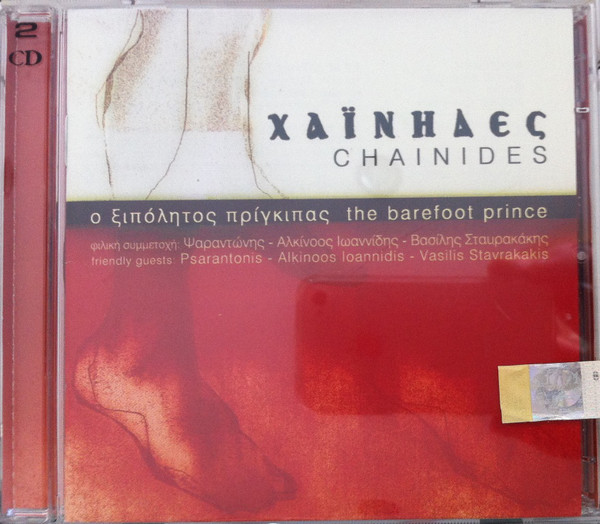 2
CD
ΧΑΪΝΗΔΕΣ
CHAINIDES
ο ξιπόλητος πρίγκιπας the barefoot prince
φιλική συμμετοχή: Ψαραντώνης - Αλκίνοος Ιωαννίδης - Βασίλης Σταυρακάκης
friendly guests: Psarantonis - Alkinoos Ioannidis - Vasilis Stavrakakis